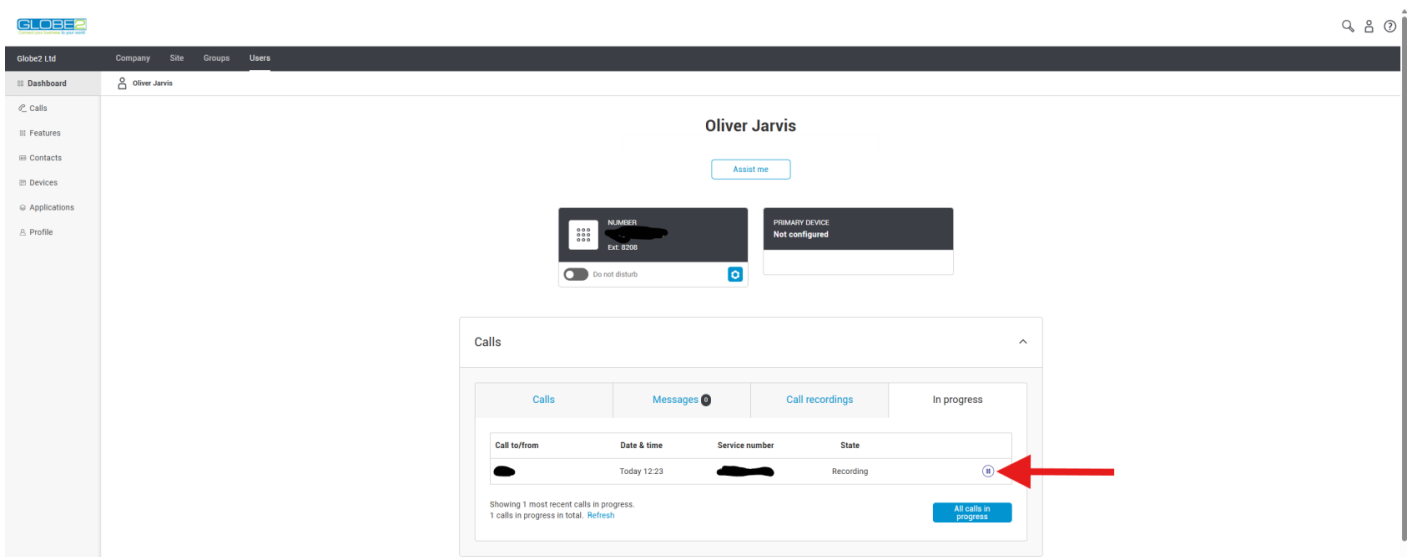 GLOBE2
Globe2 Ltd Company Site Groups Users
Dashboard
Oliver Jarvis
Calls
Features
Contacts
Devices
Applications
Profile
Oliver Jarvis
Assist me
NUMBER
Ext: 8208
Do not disturb
PRIMARY DEVICE
Not configured
Calls
Calls Messages 0 Call recordings In progress
Call to/from Date & time Service number State
Today 12:23 Recording
Showing 1 most recent calls in progress.
1 calls in progress in total. Refresh
All calls in
progress